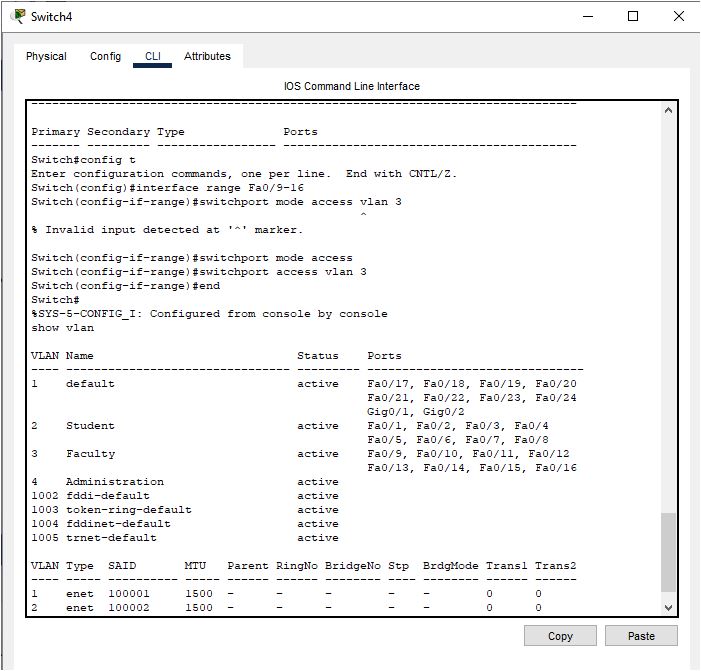 Switch4
Physical Config CLI Attributes
IOS Command Line Interface
------------------------------------------------------------------------------
Primary Secondary Type              Ports
------- --------- ----------------- ------------------------------------------
Switch#config t
Enter configuration commands, one per line.  End with CNTL/Z.
Switch(config)#interface range Fa0/9-16
Switch(config-if-range)#switchport mode access vlan 3
                                               ^
% Invalid input detected at '^' marker.
Switch(config-if-range)#switchport mode access
Switch(config-if-range)#switchport access vlan 3
Switch(config-if-range)#end
Switch#
%SYS-5-CONFIG_I: Configured from console by console
show vlan
VLAN Name                             Status    Ports
---- -------------------------------- --------- -------------------------------
1    default                          active    Fa0/17, Fa0/18, Fa0/19, Fa0/20
                                                Fa0/21, Fa0/22, Fa0/23, Fa0/24
                                                Gig0/1, Gig0/2
2    Student                          active    Fa0/1, Fa0/2, Fa0/3, Fa0/4
                                                Fa0/5, Fa0/6, Fa0/7, Fa0/8
3    Faculty                          active    Fa0/9, Fa0/10, Fa0/11, Fa0/12
                                                Fa0/13, Fa0/14, Fa0/15, Fa0/16
4    Administration                   active
1002 fddi-default                     active
1003 token-ring-default               active
1004 fddinet-default                  active
1005 trnet-default                    active
VLAN Type  SAID       MTU   Parent RingNo BridgeNo Stp  BrdgMode Trans1 Trans2
---- ----- ---------- ----- ------ ------ -------- ---- -------- ------ ------
1    enet  100001     1500  -      -      -        -    -        0      0
2    enet  100002     1500  -      -      -        -    -        0      0
Copy Paste